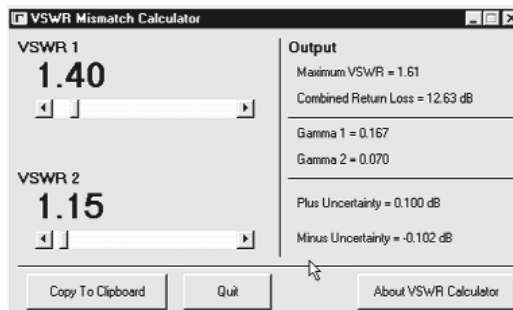 VSWR Mismatch Calculator
VSWR 1
1.40
VSWR 2
1.15
Output
Maximum VSWR = 1.61
Combined Return Loss = 12.63 dB
Gamma 1 = 0.167
Gamma 2 = 0.070
Plus Uncertainty = 0.100 dB
Minus Uncertainty = -0.102 dB
Copy To Clipboard
Quit
About VSWR Calculator